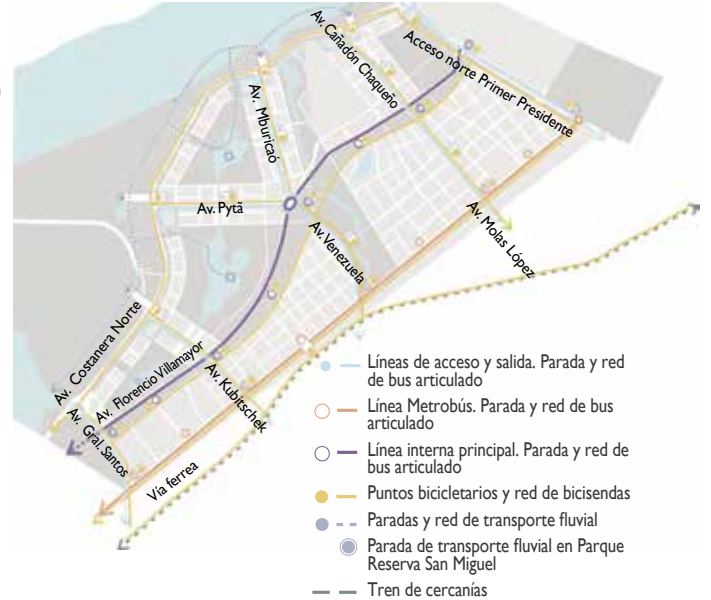 Av. Cañadón Chaqueño
Acceso norte Primer Presidente
Av. Mburicaó
Av. Pytã
Av. Venezuela
Av. Molas López
Av. Costanera Norte
Av. Florencio Villamayor
Av. Kubitschek
Av. Gral. Santos
Vía ferrea
Líneas de acceso y salida. Parada y red
de bus articulado
Línea Metrobús. Parada y red de bus
articulado
Línea interna principal. Parada y red de
bus articulado
Puntos bicicletarios y red de bicisendas
Paradas y red de transporte fluvial
Parada de transporte fluvial en Parque
Reserva San Miguel
Tren de cercanías